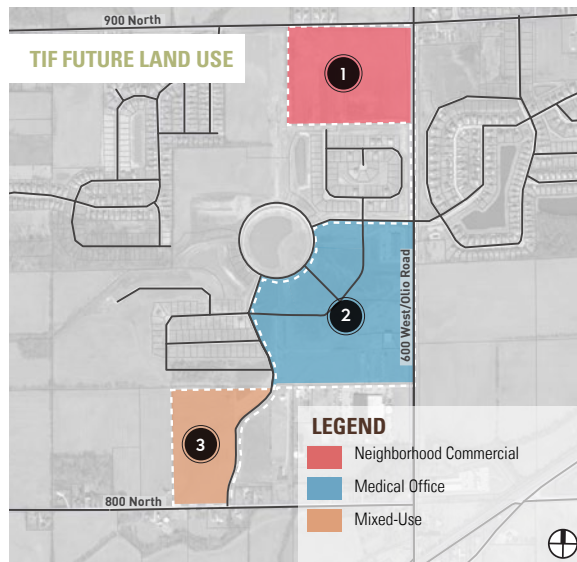 900 North
TIF FUTURE LAND USE
1
600 West/Olio Road
2
3
LEGEND
Neighborhood Commercial
Medical Office
Mixed-Use
800 North